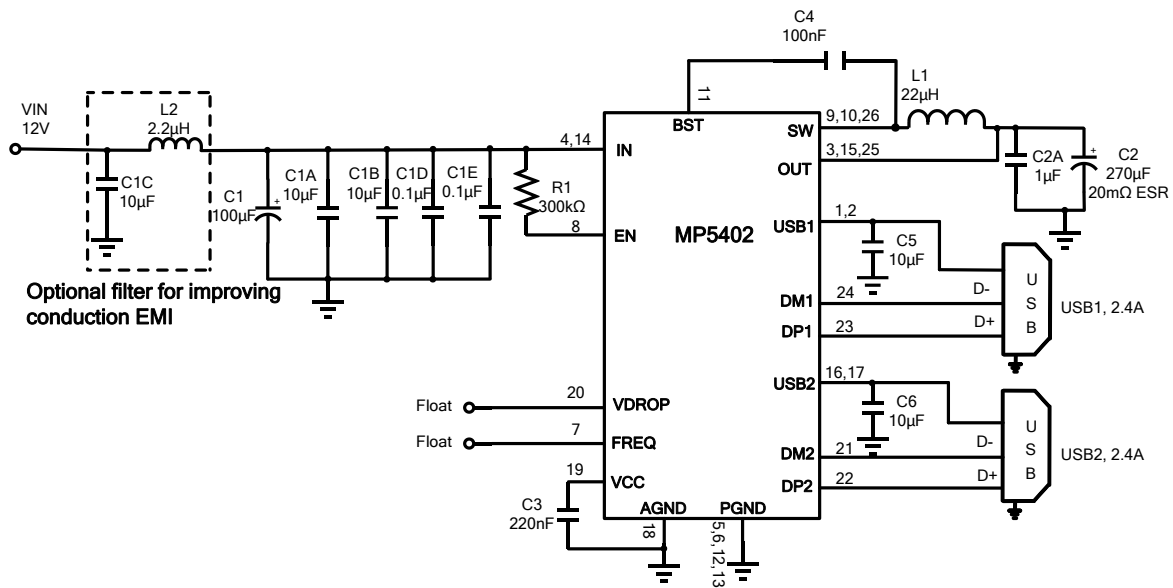 C4
100nF
L1
22µH
VIN
12V
L2
2.2µH
11
BST
9,10,26
SW
4,14
IN
3,15,25
OUT
C2A
1µF
C2
+
270µF
20mΩ ESR
C1C
10µF
C1
+
100µF
C1A
10µF
C1B
10µF
C1D
0.1µF
C1E
0.1µF
R1
300kΩ
8
EN
MP5402
1,2
USB1
C5
10µF
Optional filter for improving
conduction EMI
24
DM1
D-
23
DP1
D+
U
S
B
USB1, 2.4A
16,17
USB2
C6
10µF
Float
20
VDROP
Float
7
FREQ
21
DM2
D-
22
DP2
D+
U
S
B
USB2, 2.4A
19
VCC
C3
220nF
AGND
18
PGND
5,6,12,13